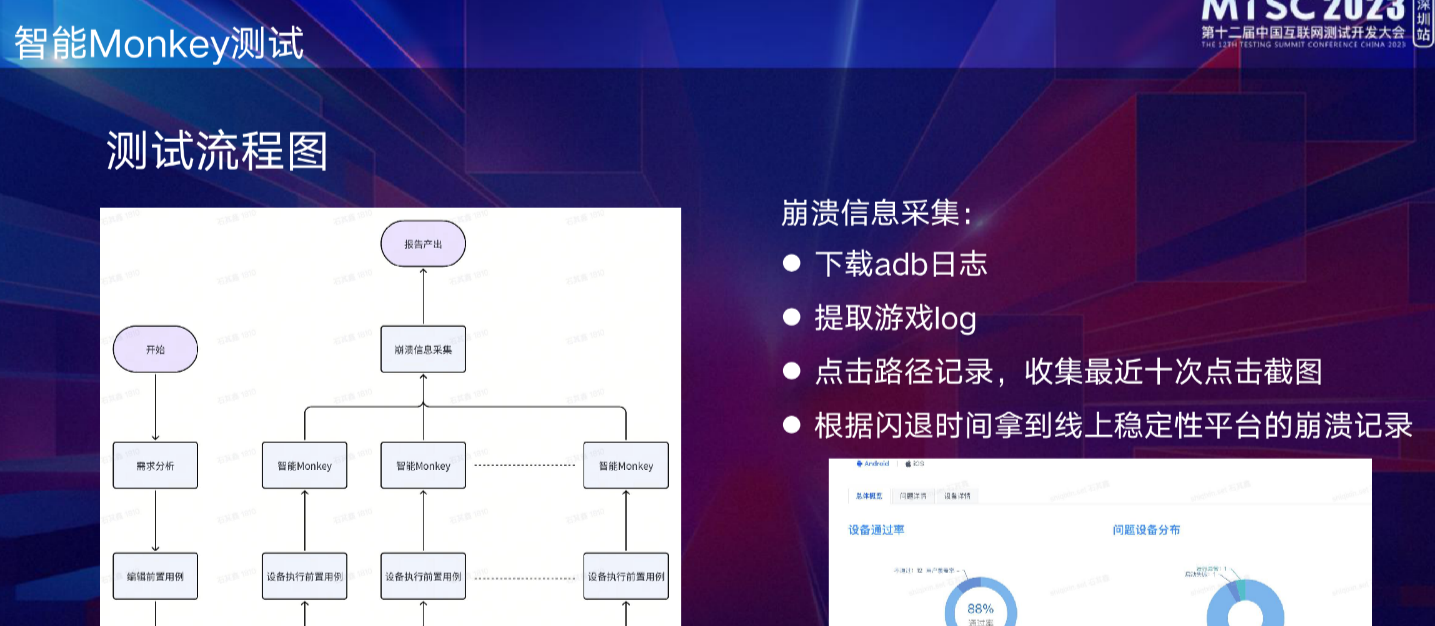 智能Monkey测试
MTSC 2023
深圳站
第十二届中国互联网测试开发大会
THE 12TH TESTING SUMMIT CONFERENCE CHINA 2023
测试流程图
报告产出
开始
崩溃信息采集
需求分析
智能Monkey
智能Monkey
智能Monkey
编辑前置用例
设备执行前置用例
设备执行前置用例
设备执行前置用例
崩溃信息采集：
下载adb日志
提取游戏log
点击路径记录，收集最近十次点击截图
根据闪退时间拿到线上稳定性平台的崩溃记录
Android
iOS
总体概览
问题详情
设备详情
设备通过率
问题设备分布
88%
通过率